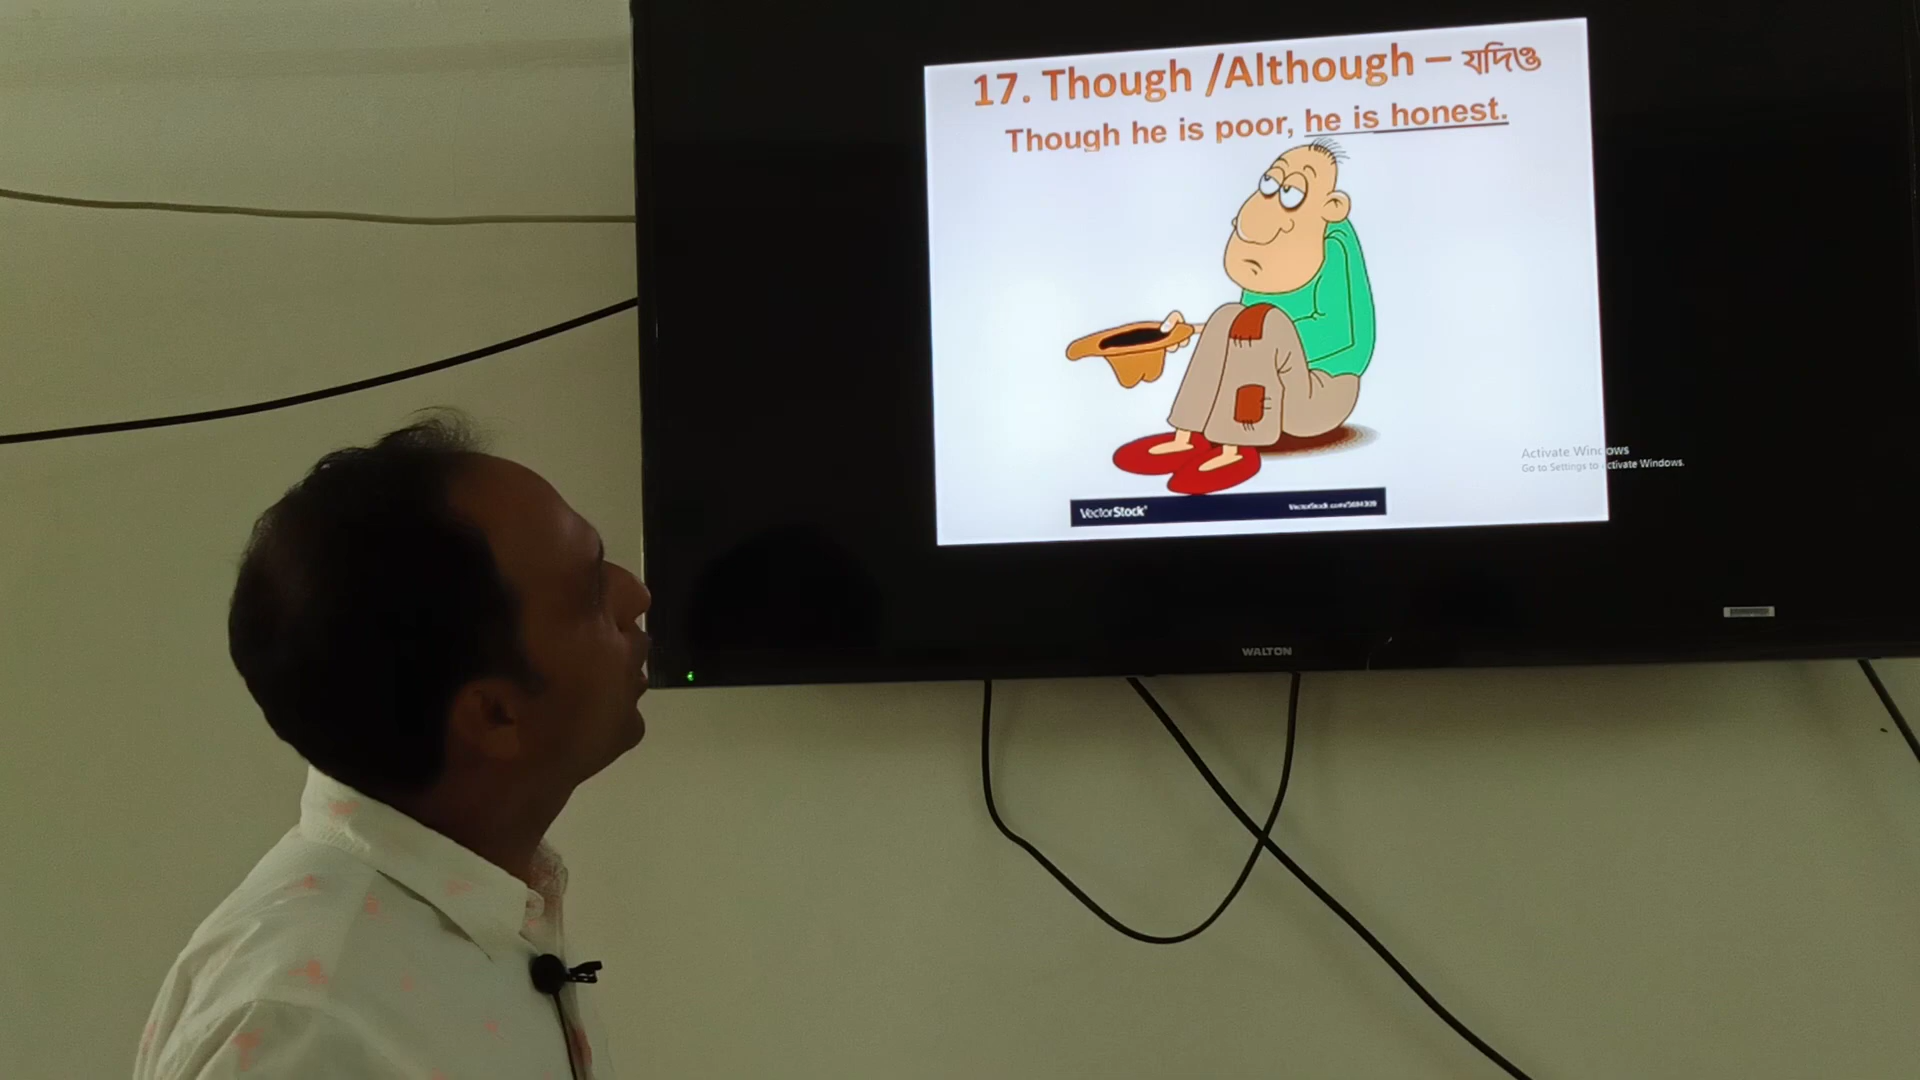 17. Though /Although – যদিও
Though he is poor, he is honest.
Activate Windows
Go to Settings to activate Windows.
VectorStock®
WALTON